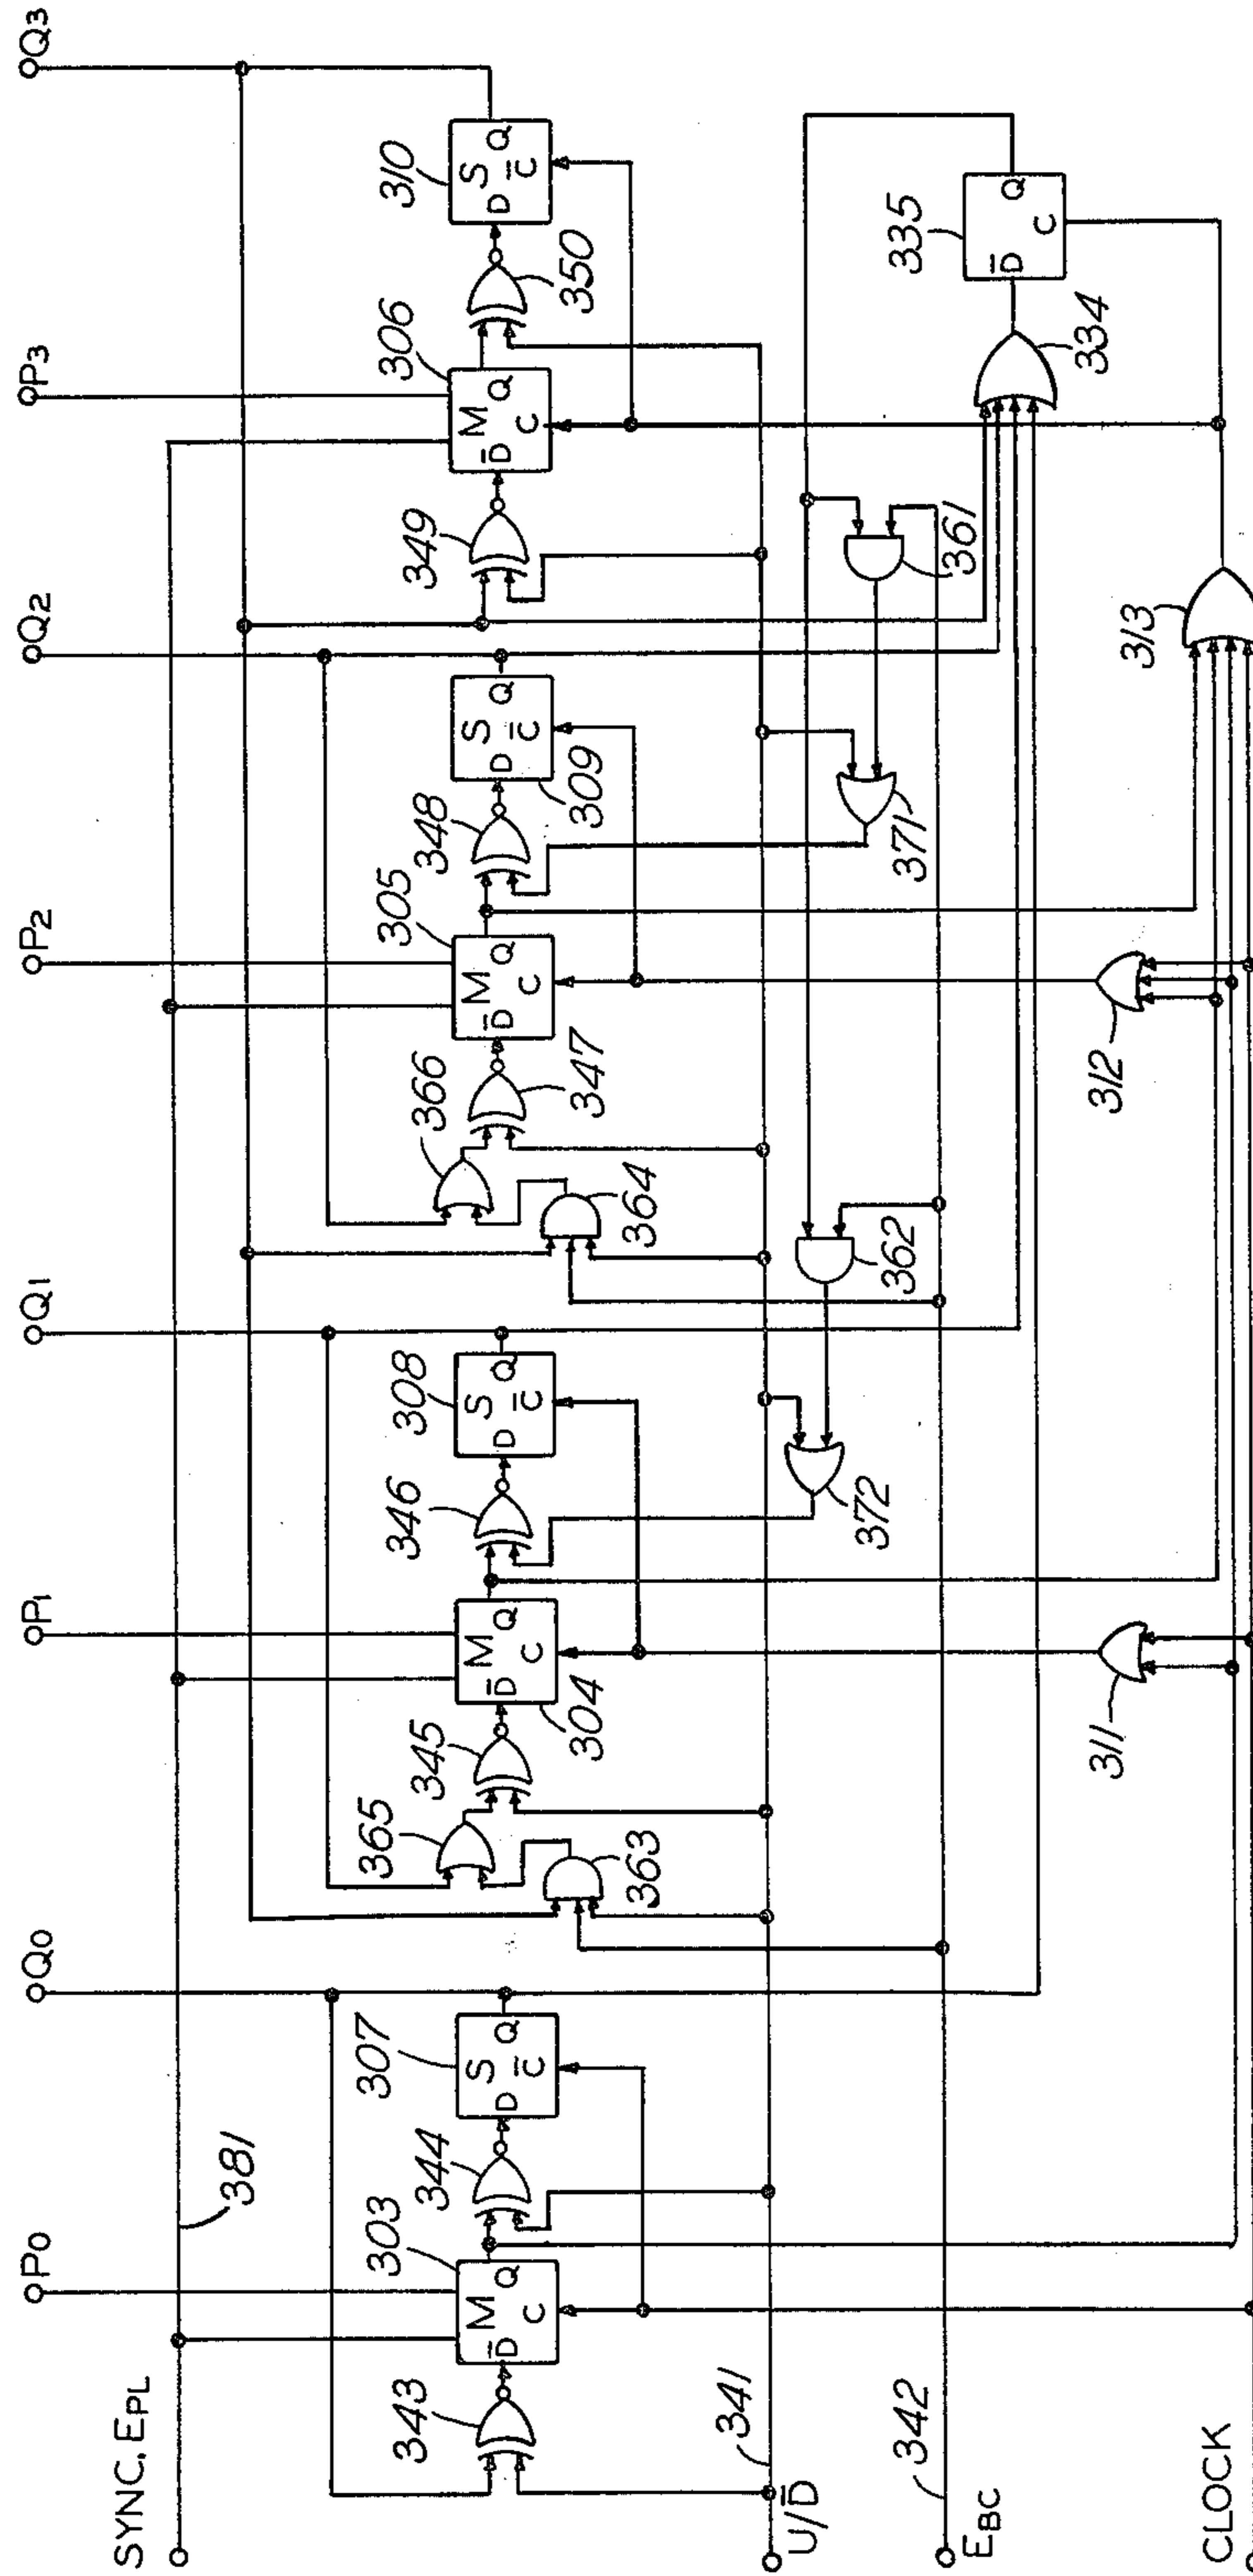 SYNC, EPL
P0
Q0
P1
Q1
P2
Q2
P3
Q3
381
303
M
D̅ Q
C
307
S
D Q
C̅
343
344
365
363
345
304
M
D̅ Q
C
346
308
S
D Q
C̅
366
364
347
305
M
D̅ Q
C
348
309
S
D Q
C̅
349
306
M
D̅ Q
C
350
310
S
D Q
C̅
341
U/D̅
372
362
371
361
342
EBC
334
335
D̅ Q
C
311
312
313
CLOCK